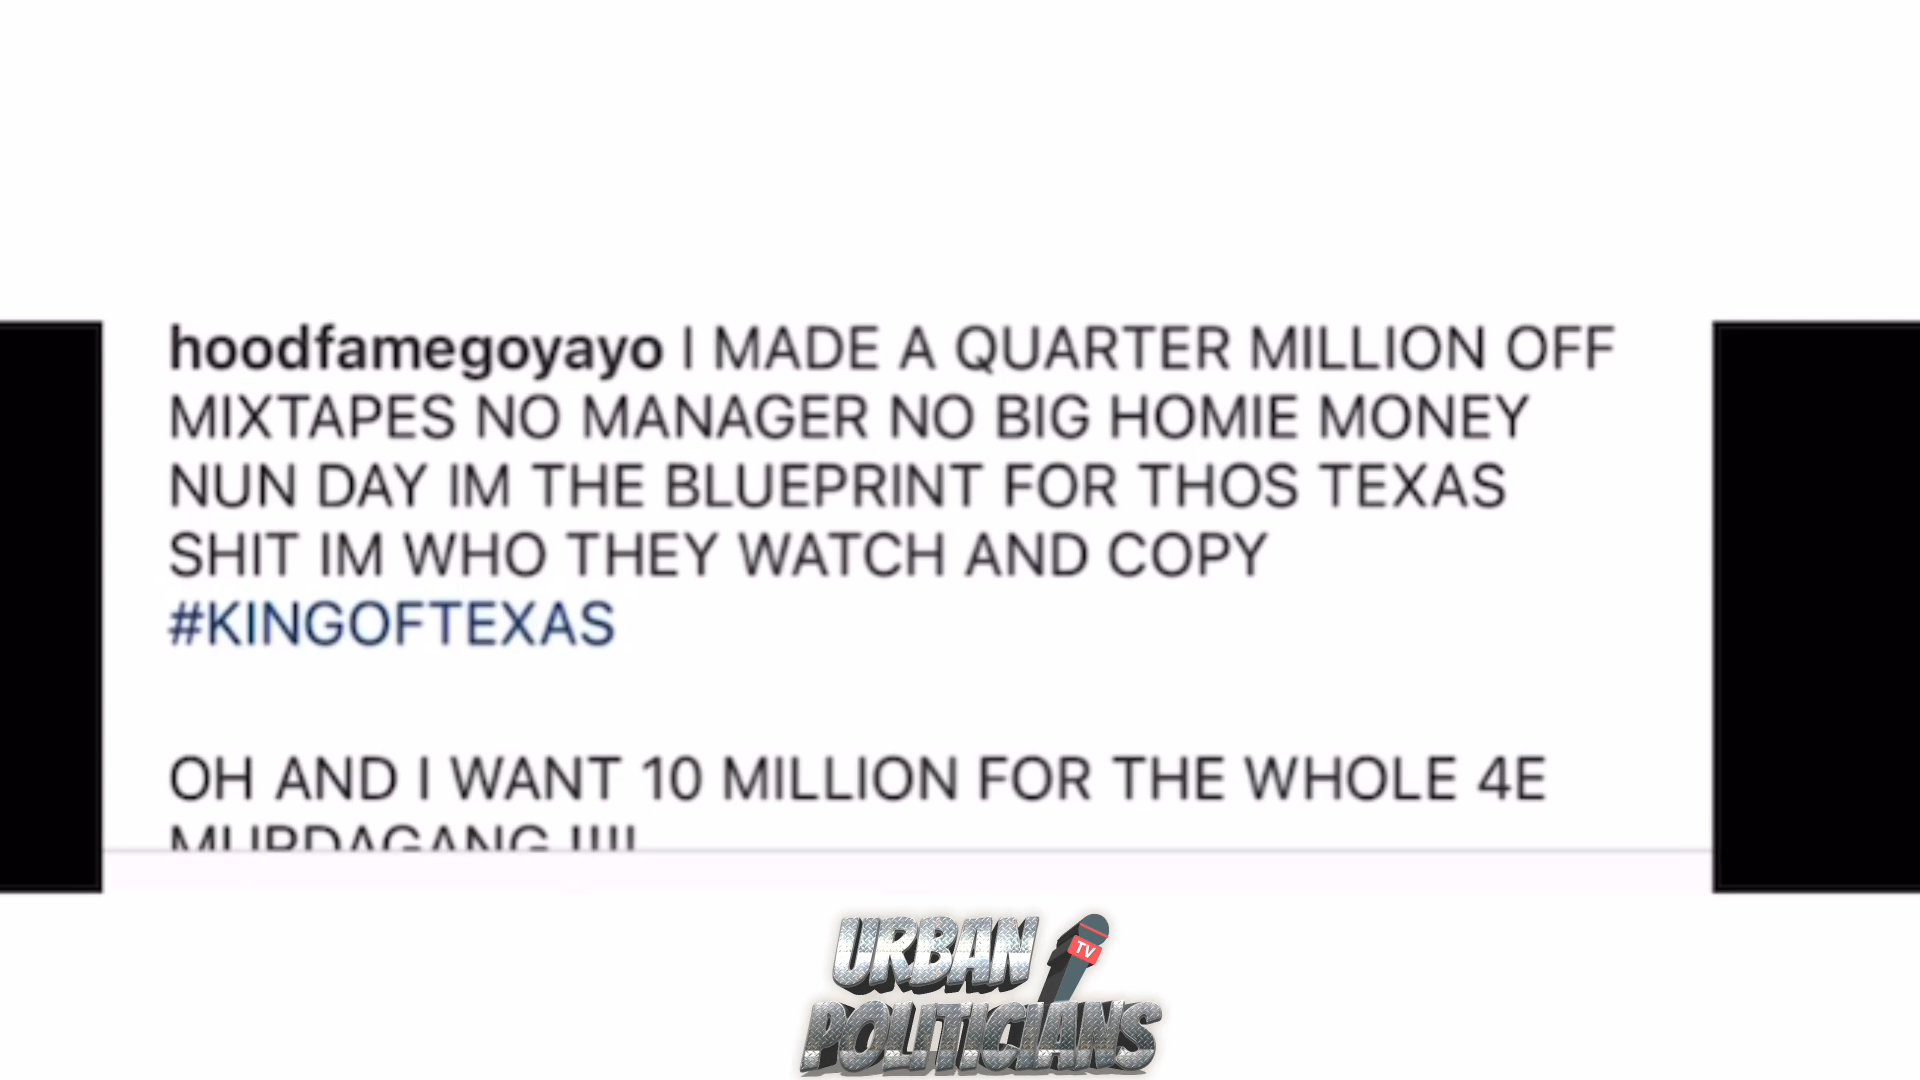 hoodfamegoyayo I MADE A QUARTER MILLION OFF
MIXTAPES NO MANAGER NO BIG HOMIE MONEY
NUN DAY IM THE BLUEPRINT FOR THOS TEXAS
SHIT IM WHO THEY WATCH AND COPY
#KINGOFTEXAS
OH AND I WANT 10 MILLION FOR THE WHOLE 4E
MURDAGANG !!!!
URBAN
TV
POLITICIANS